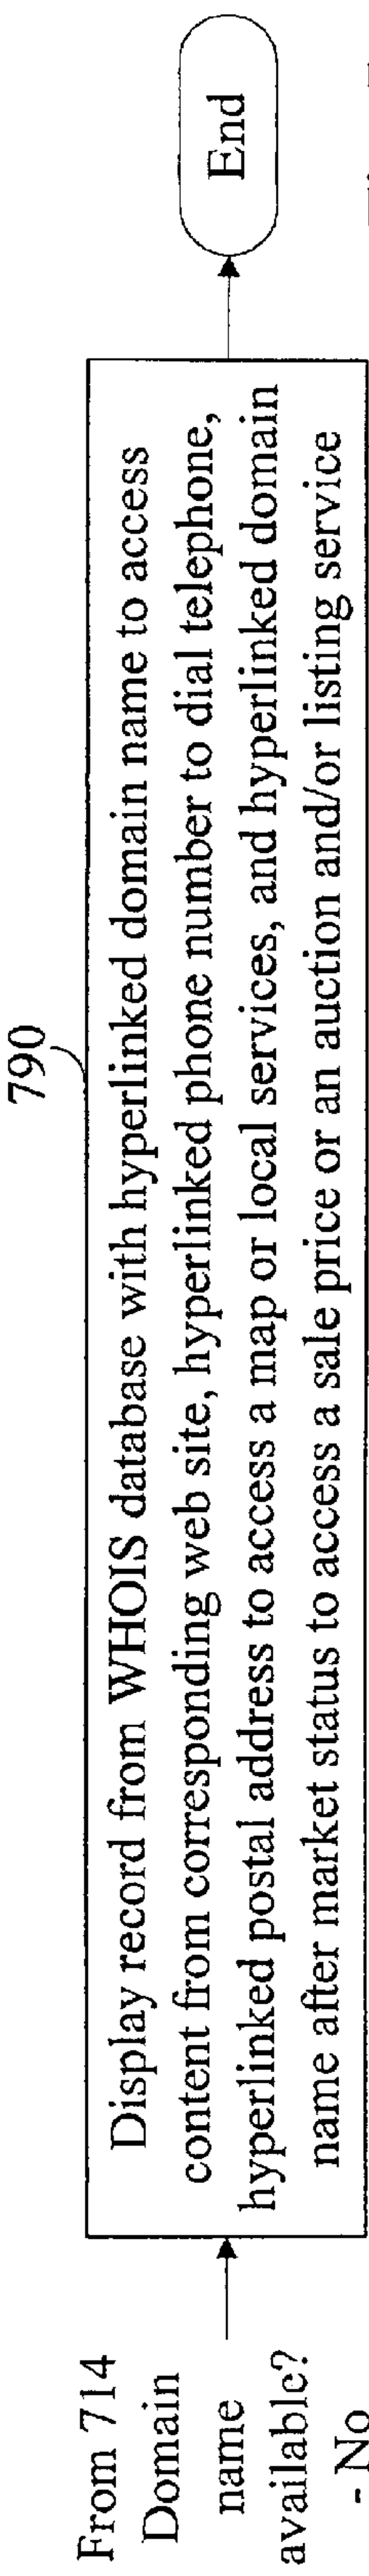 From 714
Domain
name
available?
- No
790
Display record from WHOIS database with hyperlinked domain name to access
content from corresponding web site, hyperlinked phone number to dial telephone,
hyperlinked postal address to access a map or local services, and hyperlinked domain
name after market status to access a sale price or an auction and/or listing service
End